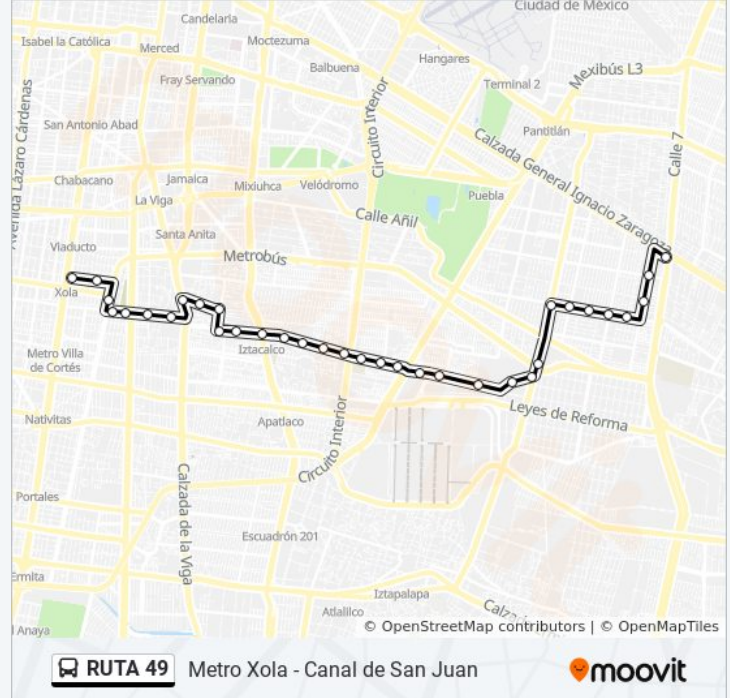 Ciudad de México
Candelaria
Isabel la Católica
Merced
Moctezuma
Balbuena
Hangares
Mexibús L3
Fray Servando
Terminal 2
Avenida Lázaro Cárdenas
San Antonio Abad
Circuito Interior
Pantitlán
Calzada General Ignacio Zaragoza
Calle 7
Chabacano
Jamaica
Mixiuhca
Velódromo
Puebla
La Viga
Calle Añil
Santa Anita
Viaducto
Metrobús
Xola
Metro Villa
de Cortés
Iztacalco
Leyes de Reforma
Nativitas
Apatlaco
Circuito Interior
Calzada de la Viga
Portales
Escuadrón 201
Ermita
Iztapalapa
Atlalilco
l Anaya
© OpenStreetMap contributors | © OpenMapTiles
RUTA 49
Metro Xola - Canal de San Juan
moovit